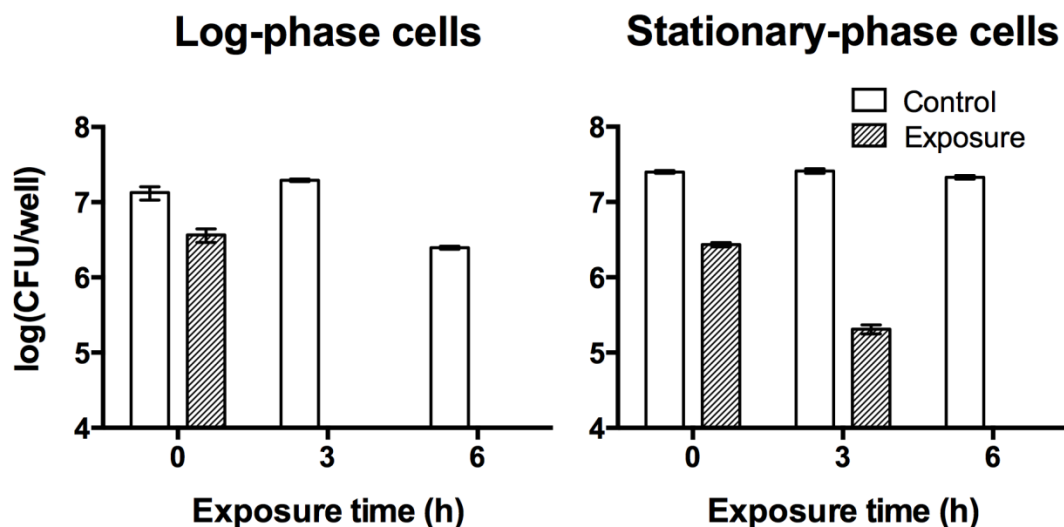 Log-phase cells
log(CFU/well)
8
7
6
5
4
0 3 6
Exposure time (h)
Stationary-phase cells
Control
Exposure
8
7
6
5
4
0 3 6
Exposure time (h)